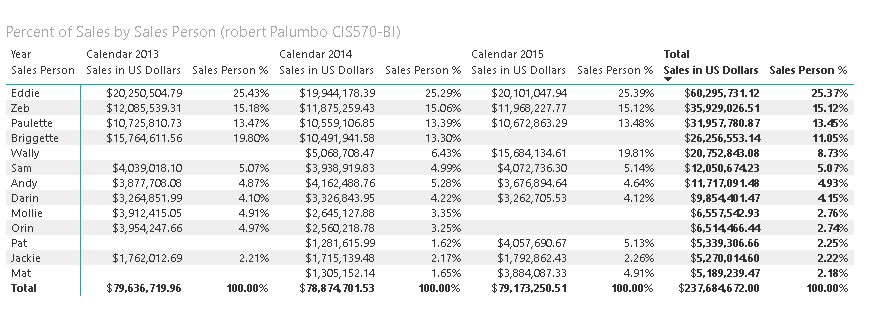 Percent of Sales by Sales Person (robert Palumbo CIS570-BI)
Year Calendar 2013 Calendar 2014 Calendar 2015 Total
Sales Person Sales in US Dollars Sales Person % Sales in US Dollars Sales Person % Sales in US Dollars Sales Person % Sales in US Dollars Sales Person %
Eddie $20,250,504.79 25.43% $19,944,178.39 25.29% $20,101,047.94 25.39% $60,295,731.12 25.37%
Zeb $12,085,539.31 15.18% $11,875,259.43 15.06% $11,968,227.77 15.12% $35,929,026.51 15.12%
Paulette $10,725,810.73 13.47% $10,559,106.85 13.39% $10,672,863.29 13.48% $31,957,780.87 13.45%
Briggette $15,764,611.56 19.80% $10,491,941.58 13.30% $26,256,553.14 11.05%
Wally $5,068,708.47 6.43% $15,684,134.61 19.81% $20,752,843.08 8.73%
Sam $4,039,018.10 5.07% $3,938,919.83 4.99% $4,072,736.30 5.14% $12,050,674.23 5.07%
Andy $3,877,708.08 4.87% $4,162,488.76 5.28% $3,676,894.64 4.64% $11,717,091.48 4.93%
Darin $3,264,851.99 4.10% $3,326,843.95 4.22% $3,262,705.53 4.12% $9,854,401.47 4.15%
Mollie $3,912,415.05 4.91% $2,645,127.88 3.35% $6,557,542.93 2.76%
Orin $3,954,247.66 4.97% $2,560,218.78 3.25% $6,514,466.44 2.74%
Pat $1,281,615.99 1.62% $4,057,690.67 5.13% $5,339,306.66 2.25%
Jackie $1,762,012.69 2.21% $1,715,139.48 2.17% $1,792,862.43 2.26% $5,270,014.60 2.22%
Mat $1,305,152.14 1.65% $3,884,087.33 4.91% $5,189,239.47 2.18%
Total $79,636,719.96 100.00% $78,874,701.53 100.00% $79,173,250.51 100.00% $237,684,672.00 100.00%